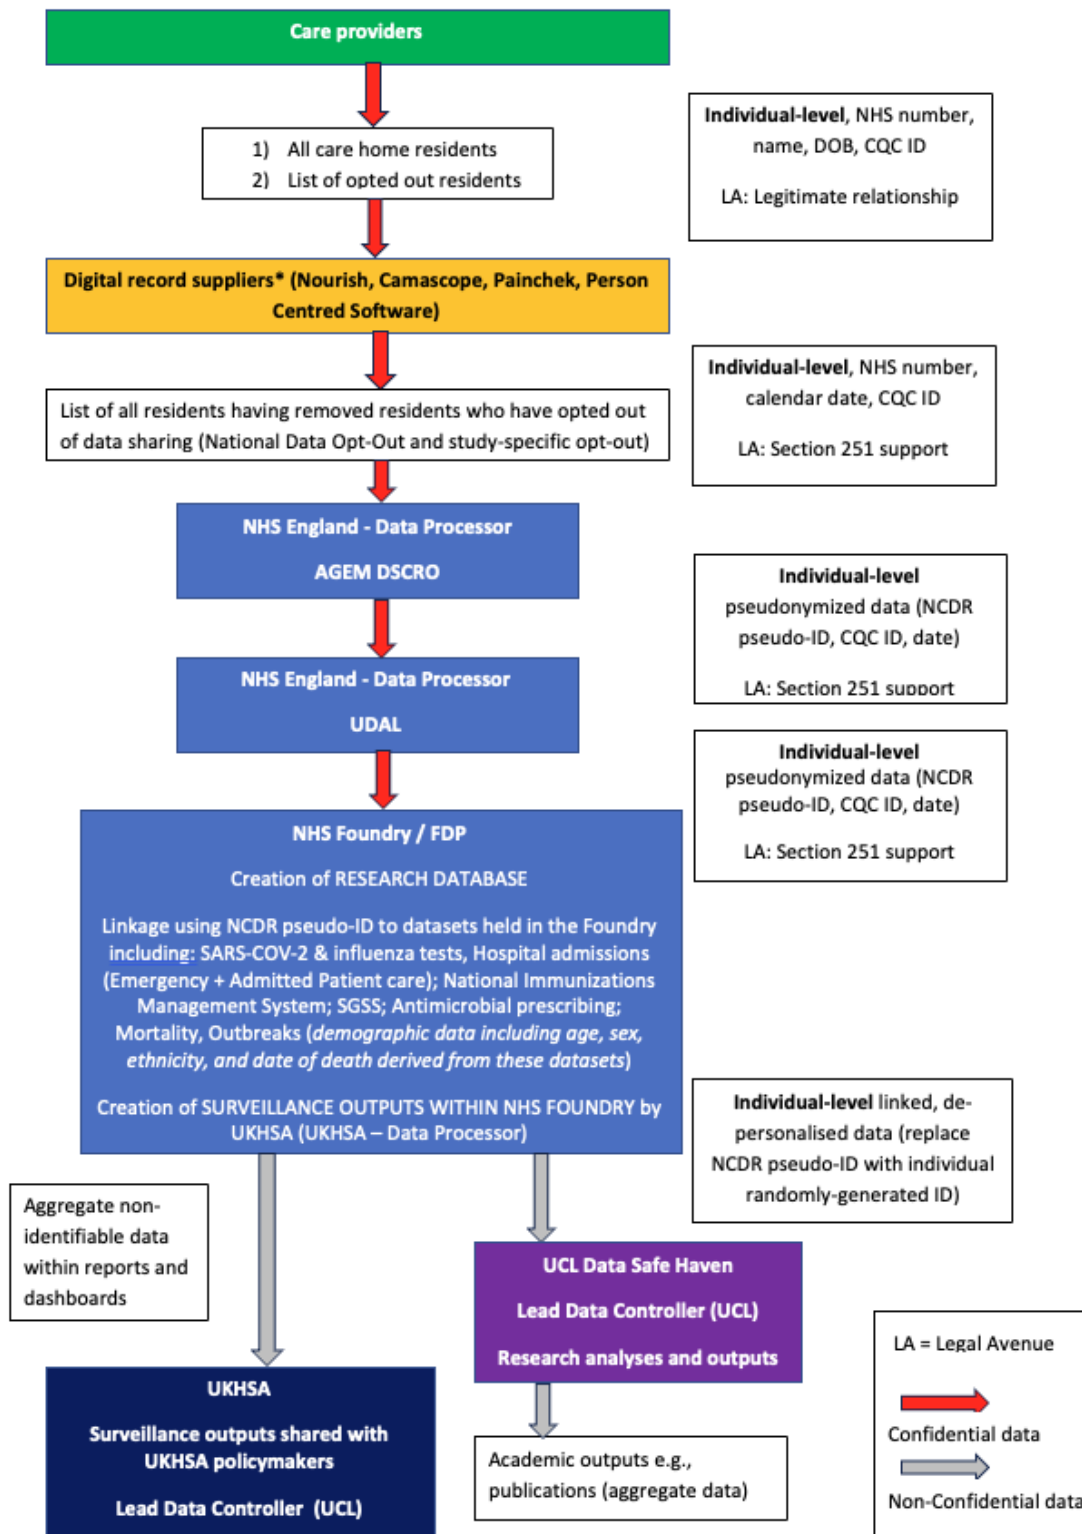 Care providers
1) All care home residents
2) List of opted out residents
Individual-level, NHS number,
name, DOB, CQC ID
LA: Legitimate relationship
Digital record suppliers* (Nourish, Camascope, Painchek, Person
Centred Software)
List of all residents having removed residents who have opted out
of data sharing (National Data Opt-Out and study-specific opt-out)
Individual-level, NHS number,
calendar date, CQC ID
LA: Section 251 support
NHS England - Data Processor
AGEM DSCRO
Individual-level
pseudonymized data (NCDR
pseudo-ID, CQC ID, date)
LA: Section 251 support
NHS England - Data Processor
UDAL
Individual-level
pseudonymized data (NCDR
pseudo-ID, CQC ID, date)
LA: Section 251 support
NHS Foundry / FDP
Creation of RESEARCH DATABASE
Linkage using NCDR pseudo-ID to datasets held in the Foundry
including: SARS-COV-2 & influenza tests, Hospital admissions
(Emergency + Admitted Patient care); National Immunizations
Management System; SGSS; Antimicrobial prescribing;
Mortality, Outbreaks (demographic data including age, sex,
ethnicity, and date of death derived from these datasets)
Creation of SURVEILLANCE OUTPUTS WITHIN NHS FOUNDRY by
UKHSA (UKHSA – Data Processor)
Individual-level linked, de-
personalised data (replace
NCDR pseudo-ID with individual
randomly-generated ID)
Aggregate non-
identifiable data
within reports and
dashboards
UCL Data Safe Haven
Lead Data Controller (UCL)
Research analyses and outputs
UKHSA
Surveillance outputs shared with
UKHSA policymakers
Lead Data Controller (UCL)
Academic outputs e.g.,
publications (aggregate data)
LA = Legal Avenue
Confidential data
Non-Confidential data